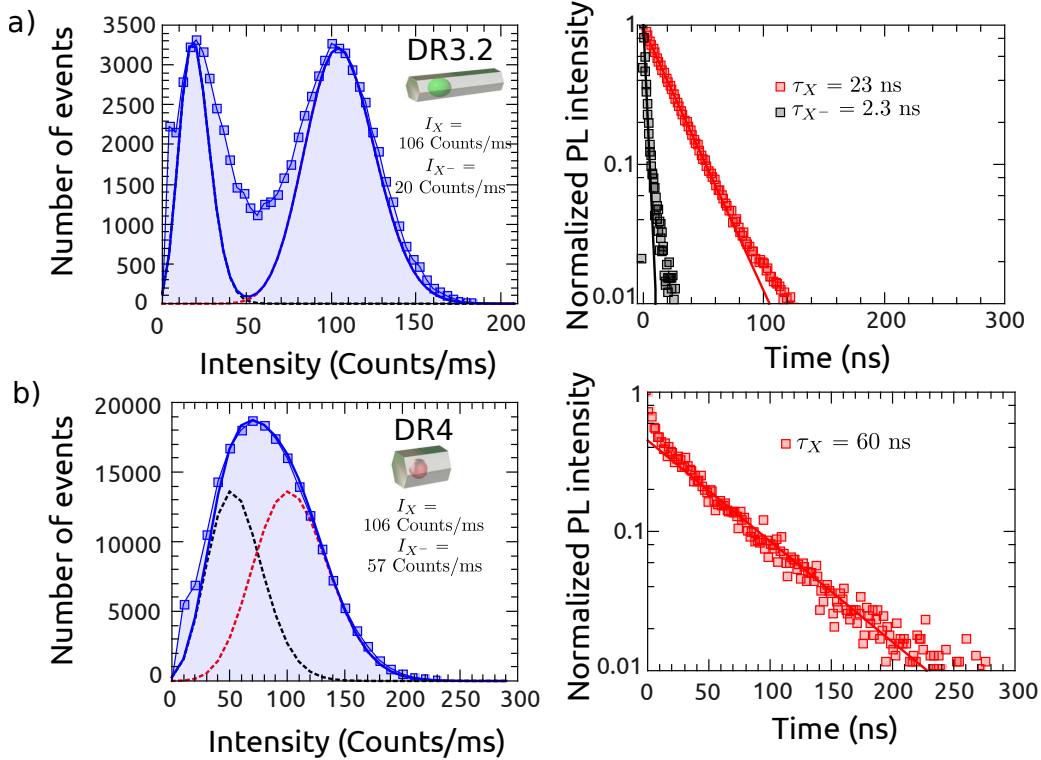 a)
Number of events
3500
3000
2500
2000
1500
1000
500
0
0
50
100
150
200
Intensity (Counts/ms)
DR3.2
I_X =
106 Counts/ms
I_{X−} =
20 Counts/ms
Normalized PL intensity
1
0.1
0.01
0
100
200
300
Time (ns)
τ_X = 23 ns
τ_{X−} = 2.3 ns
b)
Number of events
20000
15000
10000
5000
0
0
50
100
150
200
250
300
Intensity (Counts/ms)
DR4
I_X =
106 Counts/ms
I_{X−} =
57 Counts/ms
Normalized PL intensity
1
0.1
0.01
0
50
100
150
200
250
300
Time (ns)
τ_X = 60 ns